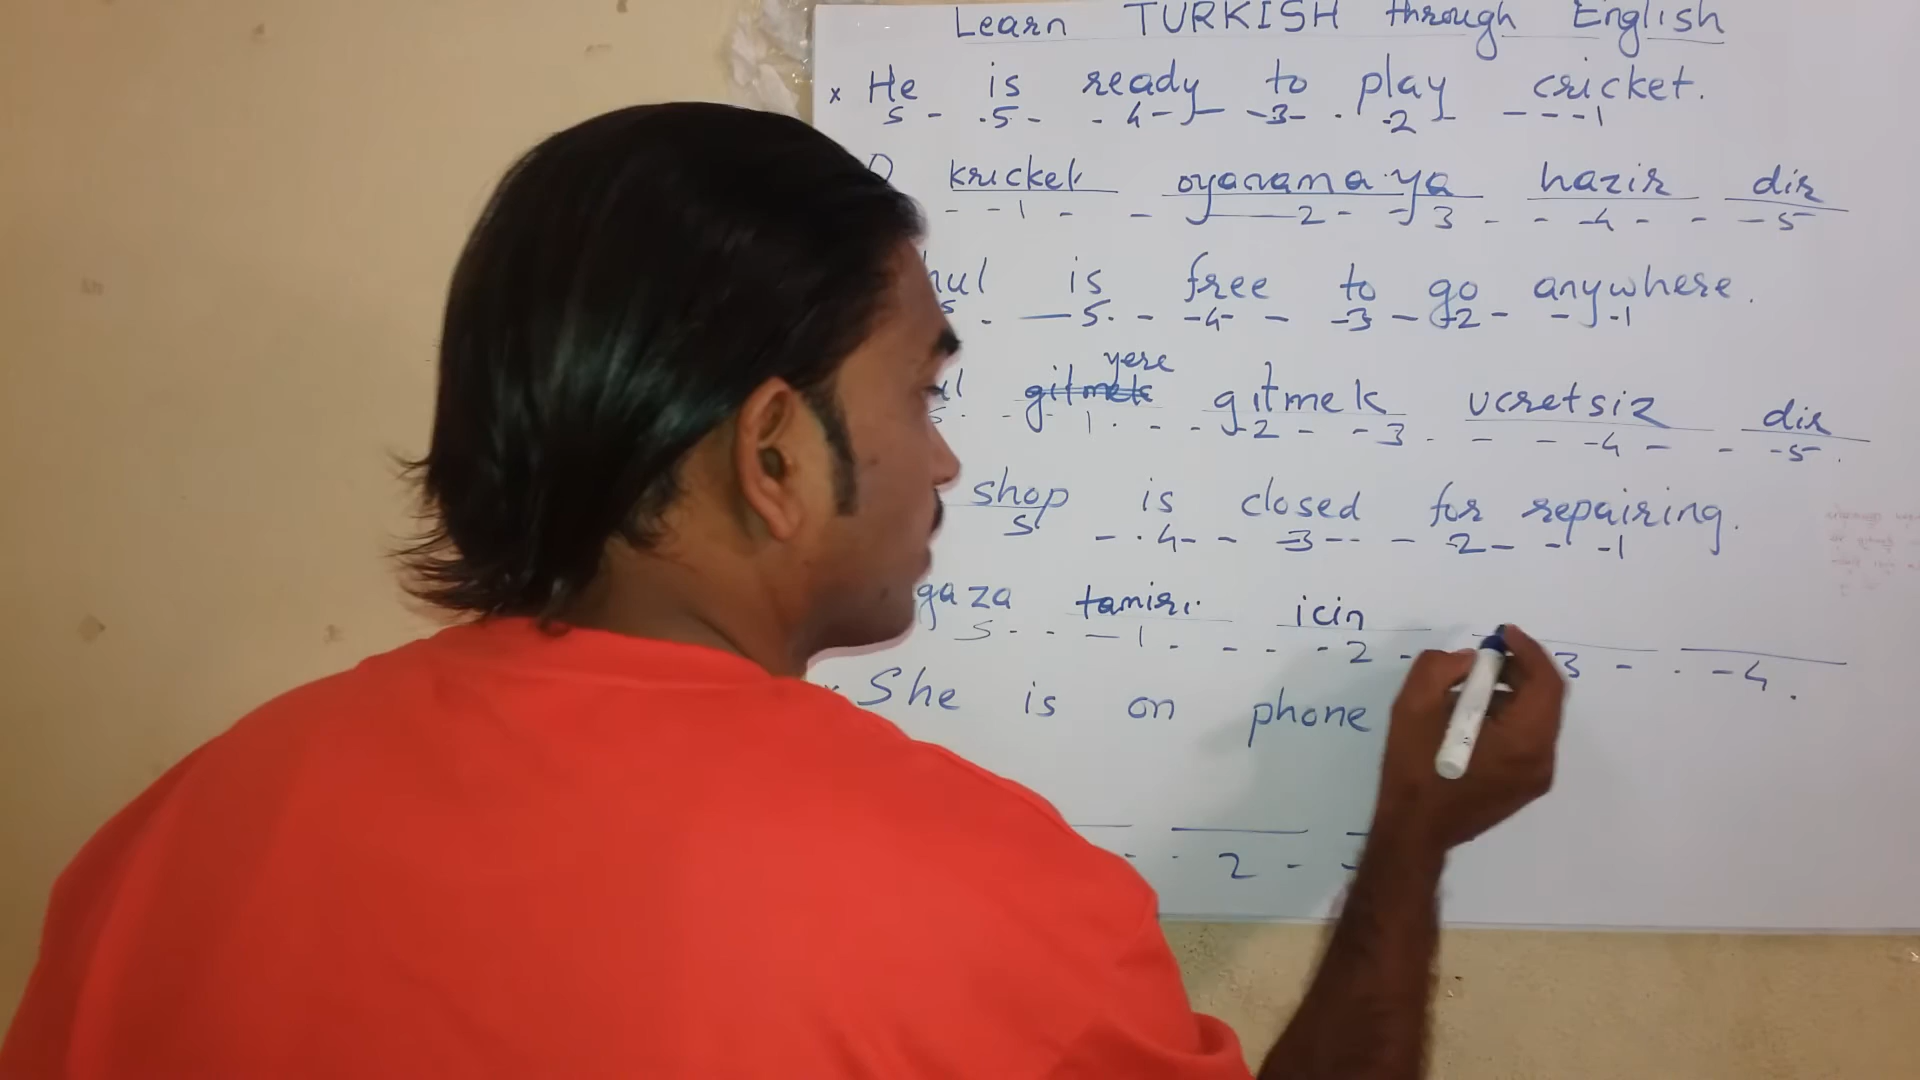 Learn TURKISH through English
x He is ready to play cricket.
S - .5 - - 4 - -3- . -2 - - - -1
kricket oyanamaya hazir dir
- - 1 - - 2 - - 3 - - -4 - - -5
hul is free to go anywhere.
S - - 5. - -4- - -3 - -2 - - -1
ul gitmek yere gitmek ucretsiz dir
S . - - 1 . - - -2 - -3 . - - -4 - - -5 .
shop is closed for repairing.
S - . 4 - - -3 - - - -2 - - -1
gaza tamiri icin
S - . - - 1 . - - . -2 - 3 - . -4 .
x She is on phone
- . 2 - -